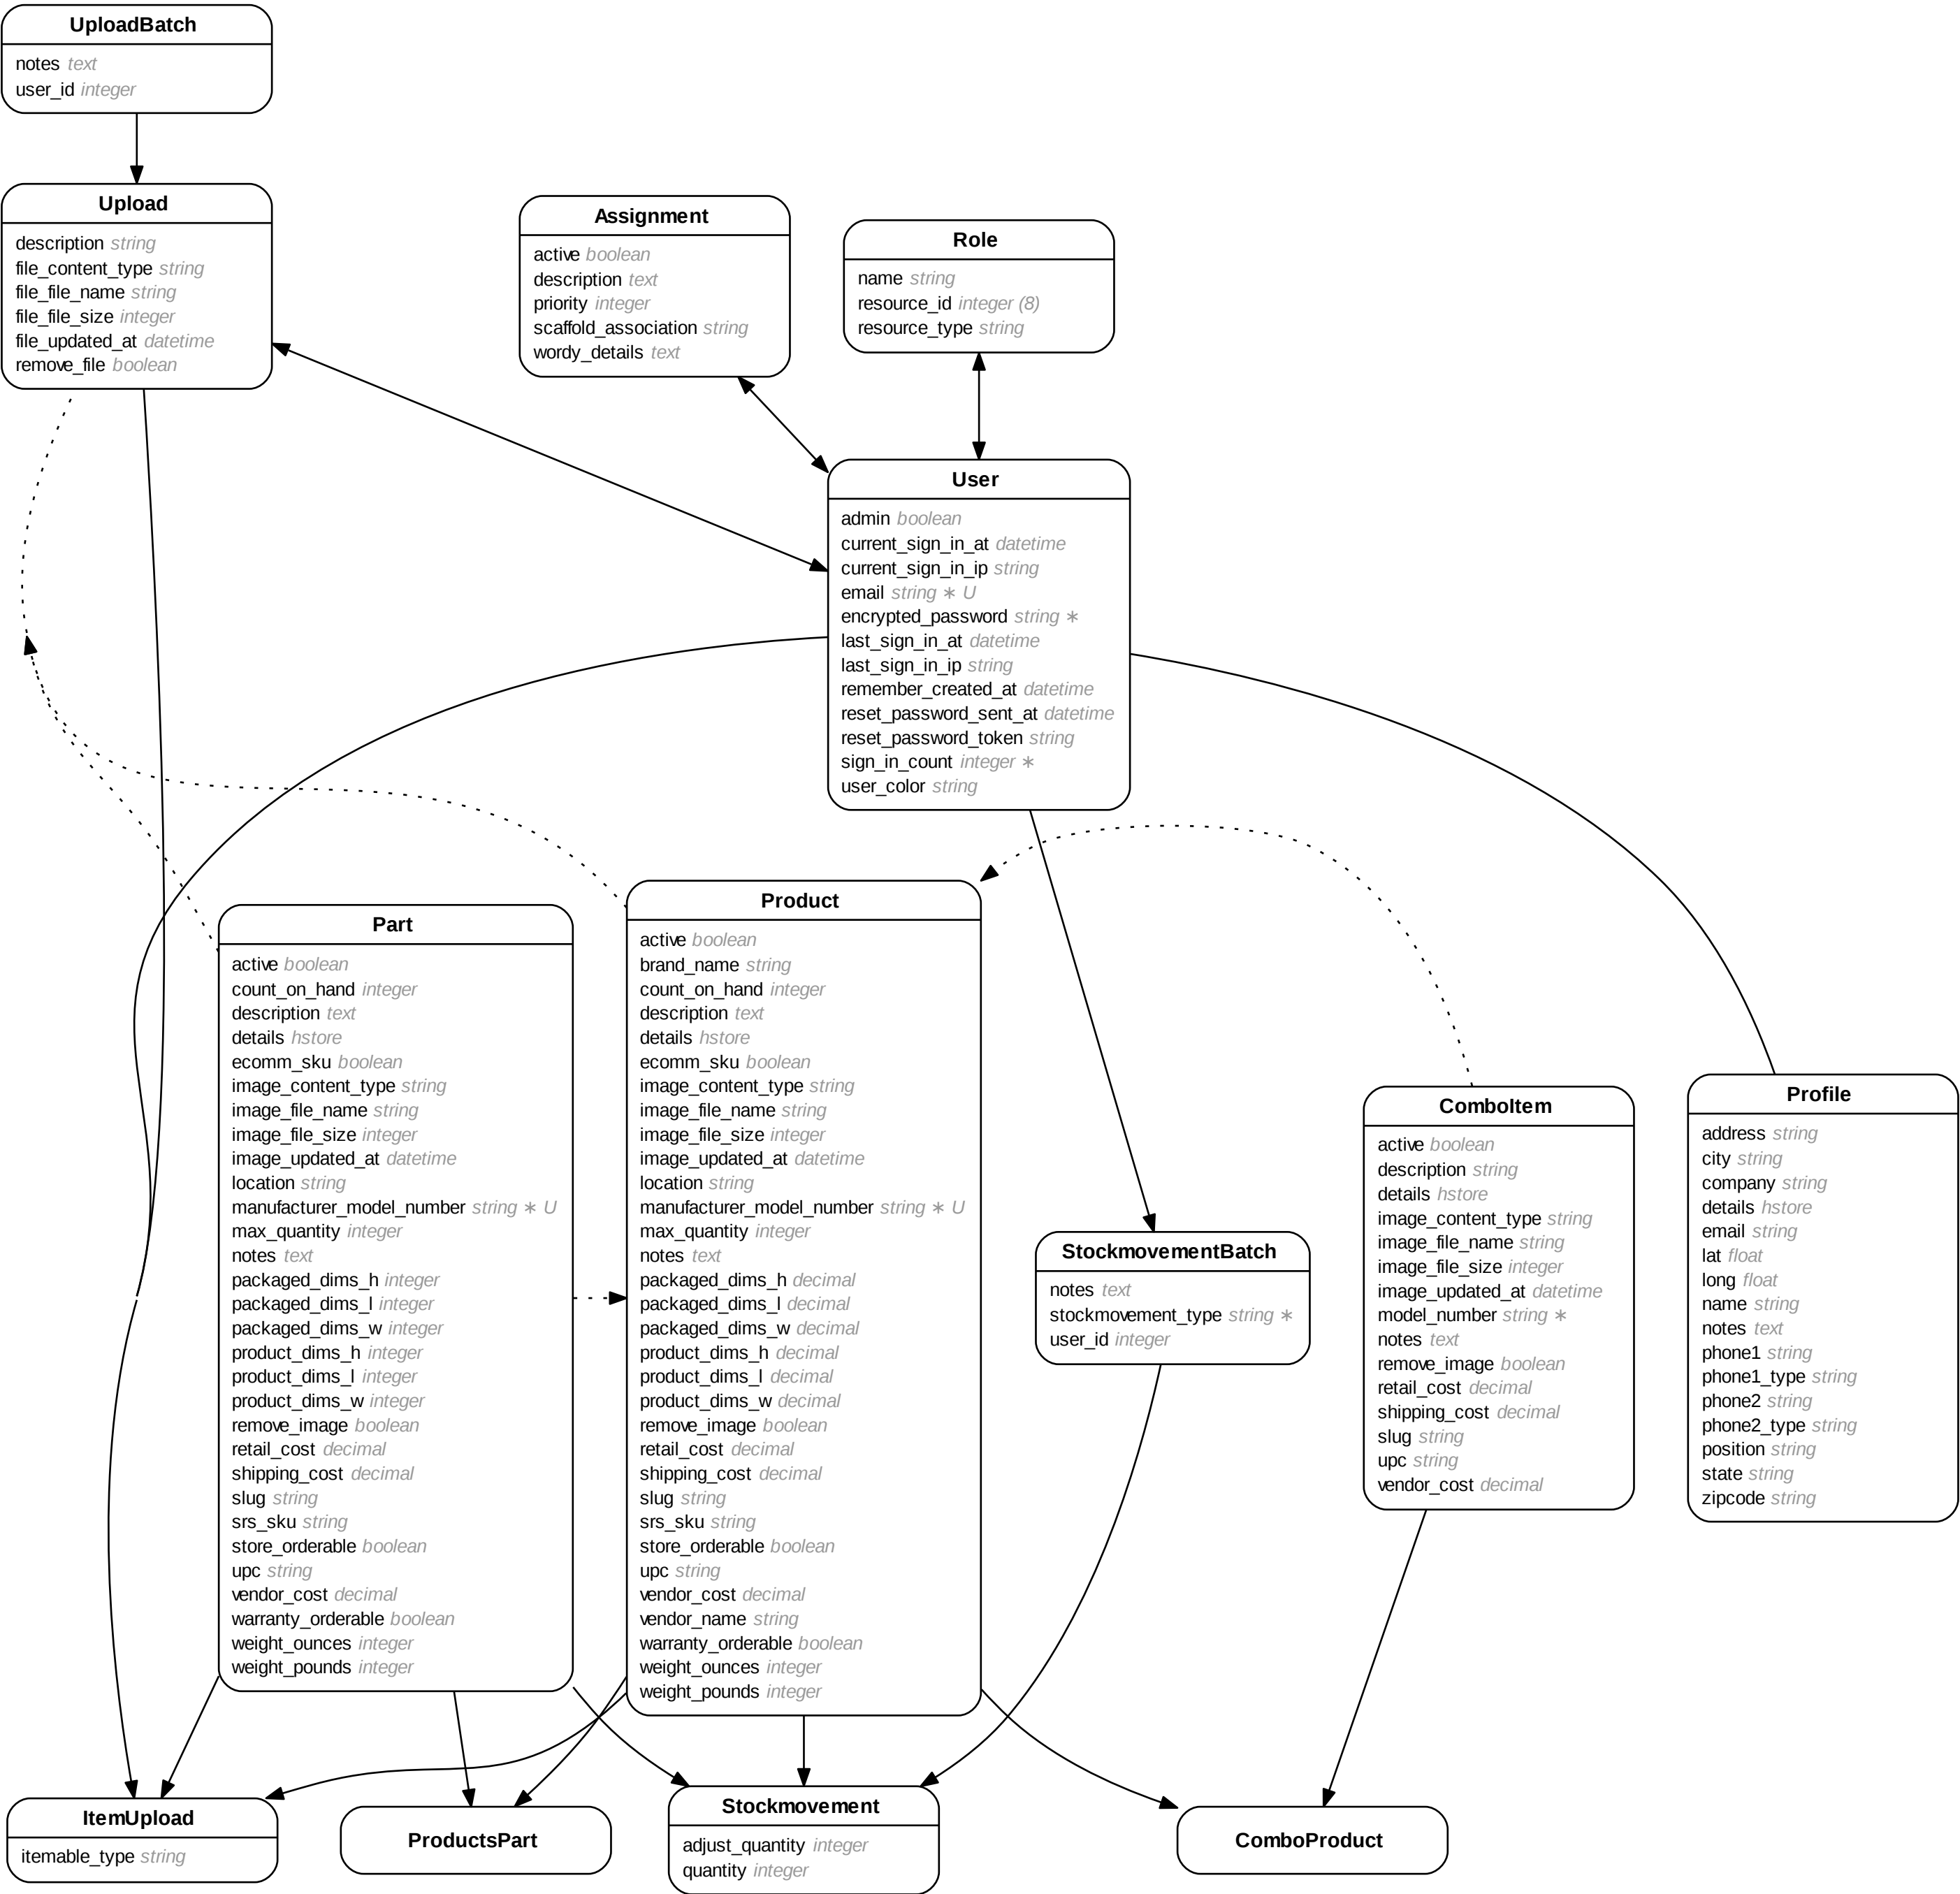 UploadBatch
notes text
user_id integer
Upload
description string
file_content_type string
file_file_name string
file_file_size integer
file_updated_at datetime
remove_file boolean
Assignment
active boolean
description text
priority integer
scaffold_association string
wordy_details text
Role
name string
resource_id integer (8)
resource_type string
User
admin boolean
current_sign_in_at datetime
current_sign_in_ip string
email string ∗ U
encrypted_password string ∗
last_sign_in_at datetime
last_sign_in_ip string
remember_created_at datetime
reset_password_sent_at datetime
reset_password_token string
sign_in_count integer ∗
user_color string
Part
active boolean
count_on_hand integer
description text
details hstore
ecomm_sku boolean
image_content_type string
image_file_name string
image_file_size integer
image_updated_at datetime
location string
manufacturer_model_number string ∗ U
max_quantity integer
notes text
packaged_dims_h integer
packaged_dims_l integer
packaged_dims_w integer
product_dims_h integer
product_dims_l integer
product_dims_w integer
remove_image boolean
retail_cost decimal
shipping_cost decimal
slug string
srs_sku string
store_orderable boolean
upc string
vendor_cost decimal
warranty_orderable boolean
weight_ounces integer
weight_pounds integer
Product
active boolean
brand_name string
count_on_hand integer
description text
details hstore
ecomm_sku boolean
image_content_type string
image_file_name string
image_file_size integer
image_updated_at datetime
location string
manufacturer_model_number string ∗ U
max_quantity integer
notes text
packaged_dims_h decimal
packaged_dims_l decimal
packaged_dims_w decimal
product_dims_h decimal
product_dims_l decimal
product_dims_w decimal
remove_image boolean
retail_cost decimal
shipping_cost decimal
slug string
srs_sku string
store_orderable boolean
upc string
vendor_cost decimal
vendor_name string
warranty_orderable boolean
weight_ounces integer
weight_pounds integer
StockmovementBatch
notes text
stockmovement_type string ∗
user_id integer
ComboItem
active boolean
description string
details hstore
image_content_type string
image_file_name string
image_file_size integer
image_updated_at datetime
model_number string ∗
notes text
remove_image boolean
retail_cost decimal
shipping_cost decimal
slug string
upc string
vendor_cost decimal
Profile
address string
city string
company string
details hstore
email string
lat float
long float
name string
notes text
phone1 string
phone1_type string
phone2 string
phone2_type string
position string
state string
zipcode string
ItemUpload
itemable_type string
ProductsPart
Stockmovement
adjust_quantity integer
quantity integer
ComboProduct